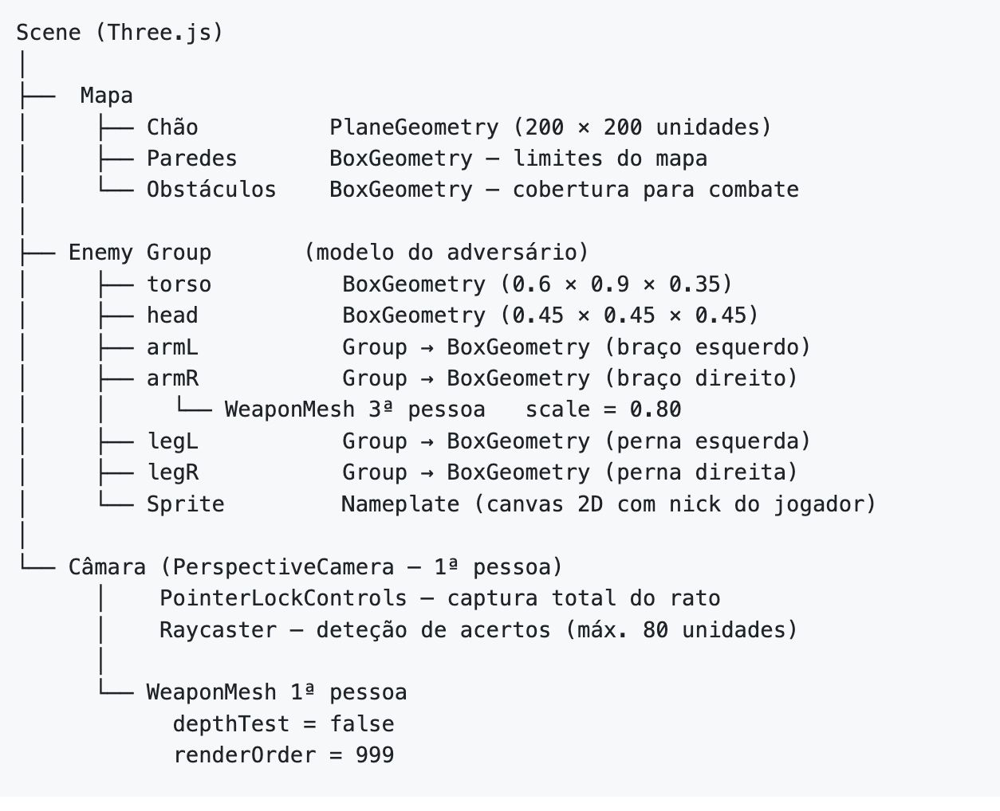 Scene (Three.js)
│
├── Mapa
│     ├── Chão          PlaneGeometry (200 × 200 unidades)
│     ├── Paredes       BoxGeometry — limites do mapa
│     └── Obstáculos    BoxGeometry — cobertura para combate
│
├── Enemy Group       (modelo do adversário)
│     ├── torso          BoxGeometry (0.6 × 0.9 × 0.35)
│     ├── head           BoxGeometry (0.45 × 0.45 × 0.45)
│     ├── armL           Group → BoxGeometry (braço esquerdo)
│     ├── armR           Group → BoxGeometry (braço direito)
│     │     └── WeaponMesh 3ª pessoa   scale = 0.80
│     ├── legL           Group → BoxGeometry (perna esquerda)
│     ├── legR           Group → BoxGeometry (perna direita)
│     └── Sprite         Nameplate (canvas 2D com nick do jogador)
│
└── Câmara (PerspectiveCamera — 1ª pessoa)
      │    PointerLockControls — captura total do rato
      │    Raycaster — deteção de acertos (máx. 80 unidades)
      │
      └── WeaponMesh 1ª pessoa
            depthTest = false
            renderOrder = 999